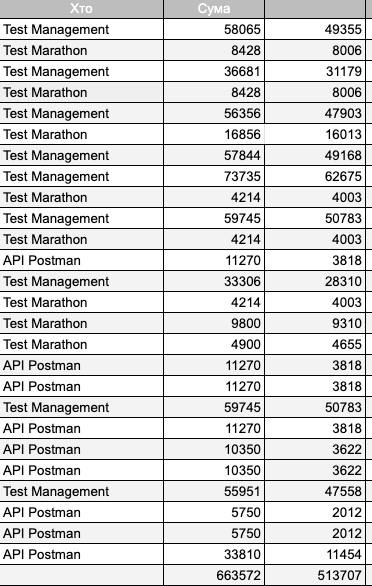 Хто Сума
Test Management 58065 49355
Test Marathon 8428 8006
Test Management 36681 31179
Test Marathon 8428 8006
Test Management 56356 47903
Test Marathon 16856 16013
Test Management 57844 49168
Test Management 73735 62675
Test Marathon 4214 4003
Test Management 59745 50783
Test Marathon 4214 4003
API Postman 11270 3818
Test Management 33306 28310
Test Marathon 4214 4003
Test Marathon 9800 9310
Test Marathon 4900 4655
API Postman 11270 3818
API Postman 11270 3818
Test Management 59745 50783
API Postman 11270 3818
API Postman 10350 3622
API Postman 10350 3622
Test Management 55951 47558
API Postman 5750 2012
API Postman 5750 2012
API Postman 33810 11454
663572 513707